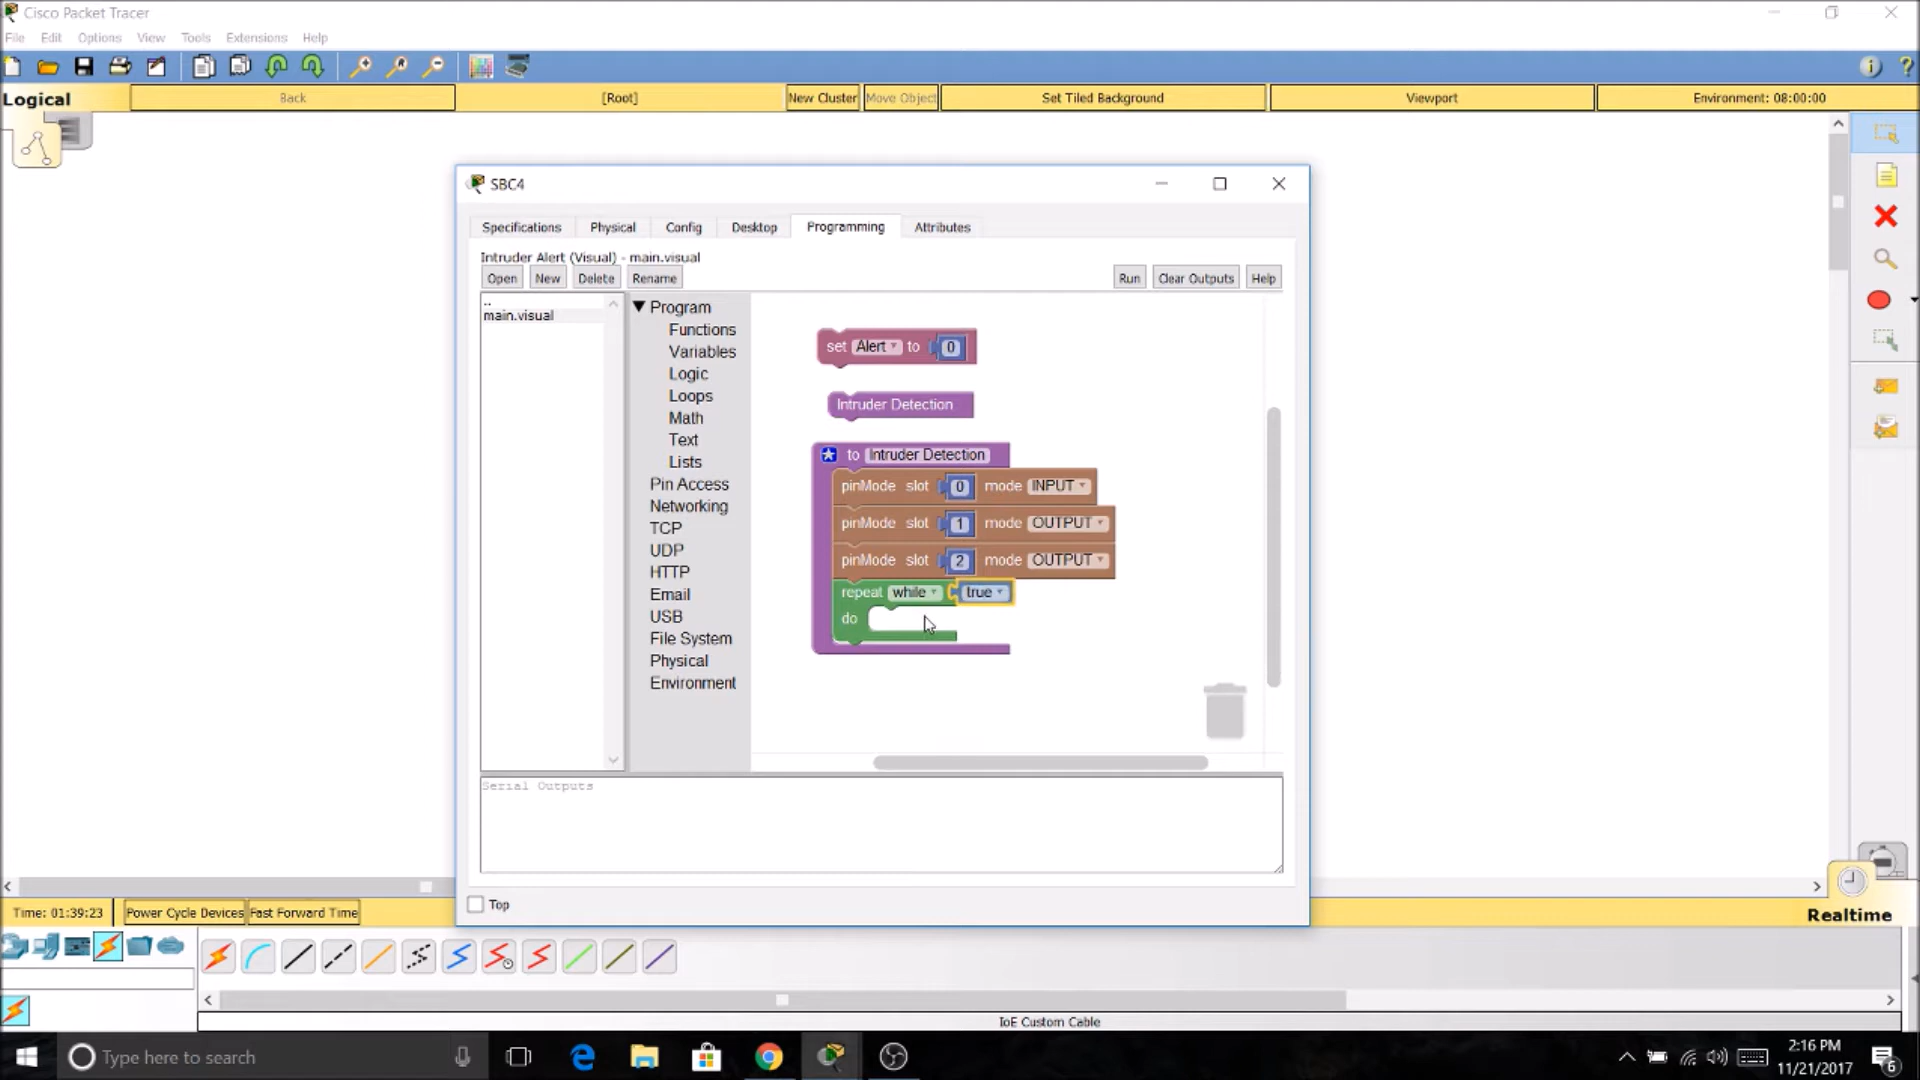 Cisco Packet Tracer
File Edit Options View Tools Extensions Help
Logical Back [Root] New Cluster Move Object Set Tiled Background Viewport Environment: 08:00:00
SBC4
Specifications Physical Config Desktop Programming Attributes
Intruder Alert (Visual) - main.visual
Open New Delete Rename Run Clear Outputs Help
..
main.visual
Program
Functions
Variables
Logic
Loops
Math
Text
Lists
Pin Access
Networking
TCP
UDP
HTTP
Email
USB
File System
Physical
Environment
set Alert to 0
Intruder Detection
to Intruder Detection
pinMode slot 0 mode INPUT
pinMode slot 1 mode OUTPUT
pinMode slot 2 mode OUTPUT
repeat while true
do
Serial Outputs
Top
Time: 01:39:23 Power Cycle Devices Fast Forward Time Realtime
IoE Custom Cable
Type here to search
2:16 PM
11/21/2017
6